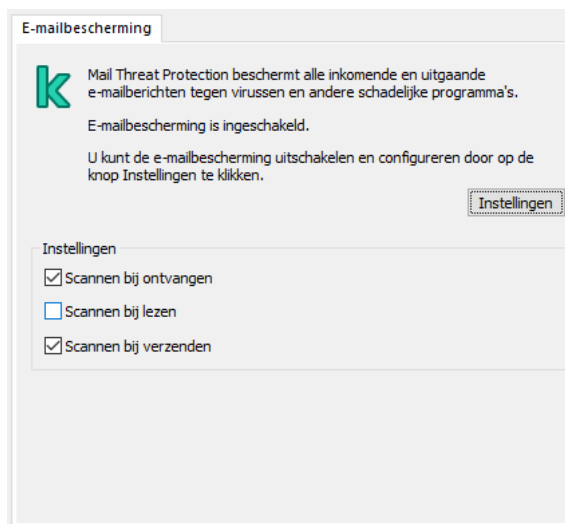 E-mailbescherming
Mail Threat Protection beschermt alle inkomende en uitgaande
e-mailberichten tegen virussen en andere schadelijke programma's.
E-mailbescherming is ingeschakeld.
U kunt de e-mailbescherming uitschakelen en configureren door op de
knop Instellingen te klikken.
Instellingen
Instellingen
Scannen bij ontvangen
Scannen bij lezen
Scannen bij verzenden